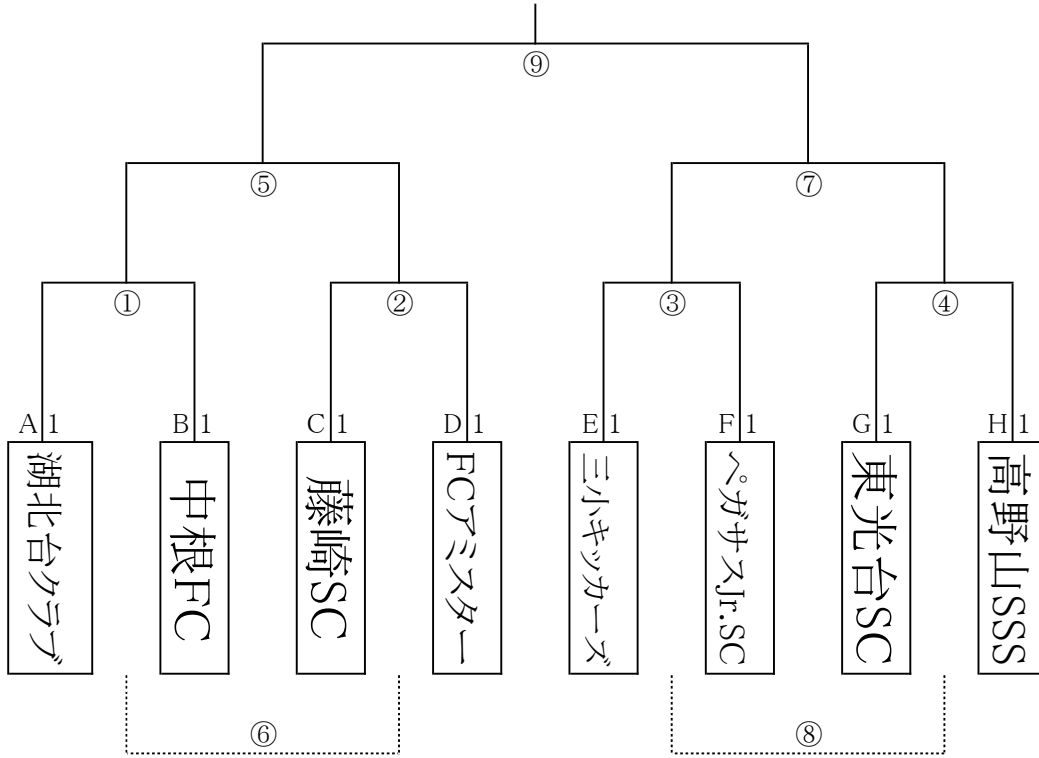 ⑨
⑤ ⑦
① ② ③ ④
A 1 B 1 C 1 D 1 E 1 F 1 G 1 H 1
湖北台クラブ
中根FC
藤崎SC
FCアミスター
三小キッカーズ
ペガサスJr.SC
東光台SC
高野山SSS
⑥ ⑧